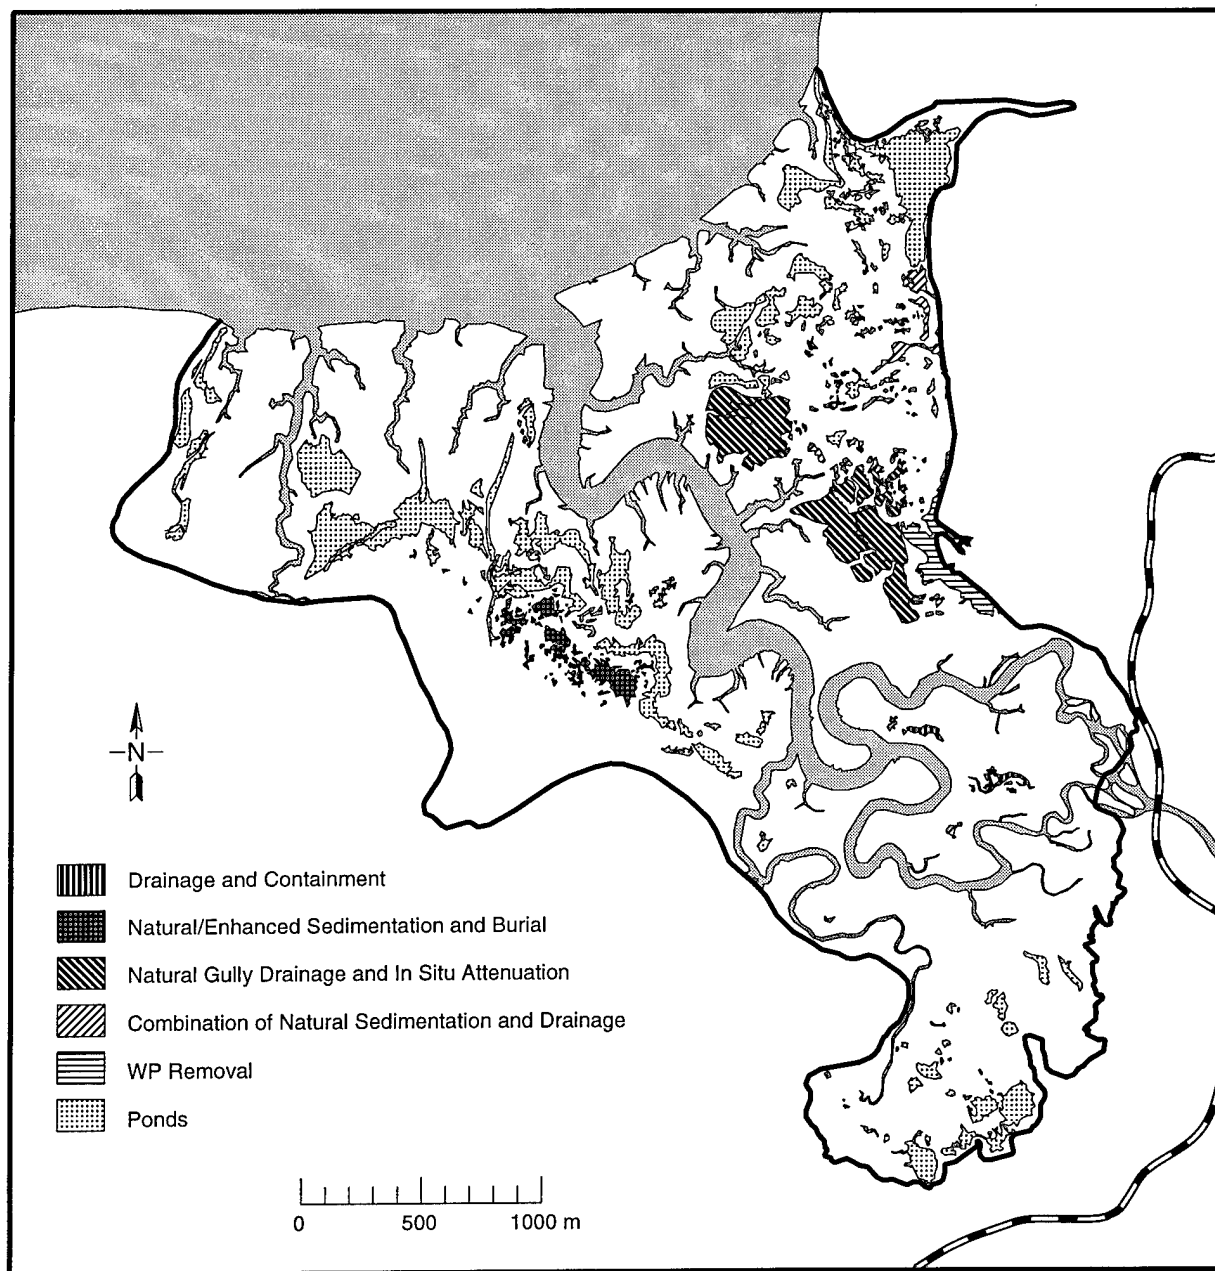 N
Drainage and Containment
Natural/Enhanced Sedimentation and Burial
Natural Gully Drainage and In Situ Attenuation
Combination of Natural Sedimentation and Drainage
WP Removal
Ponds
0 500 1000 m